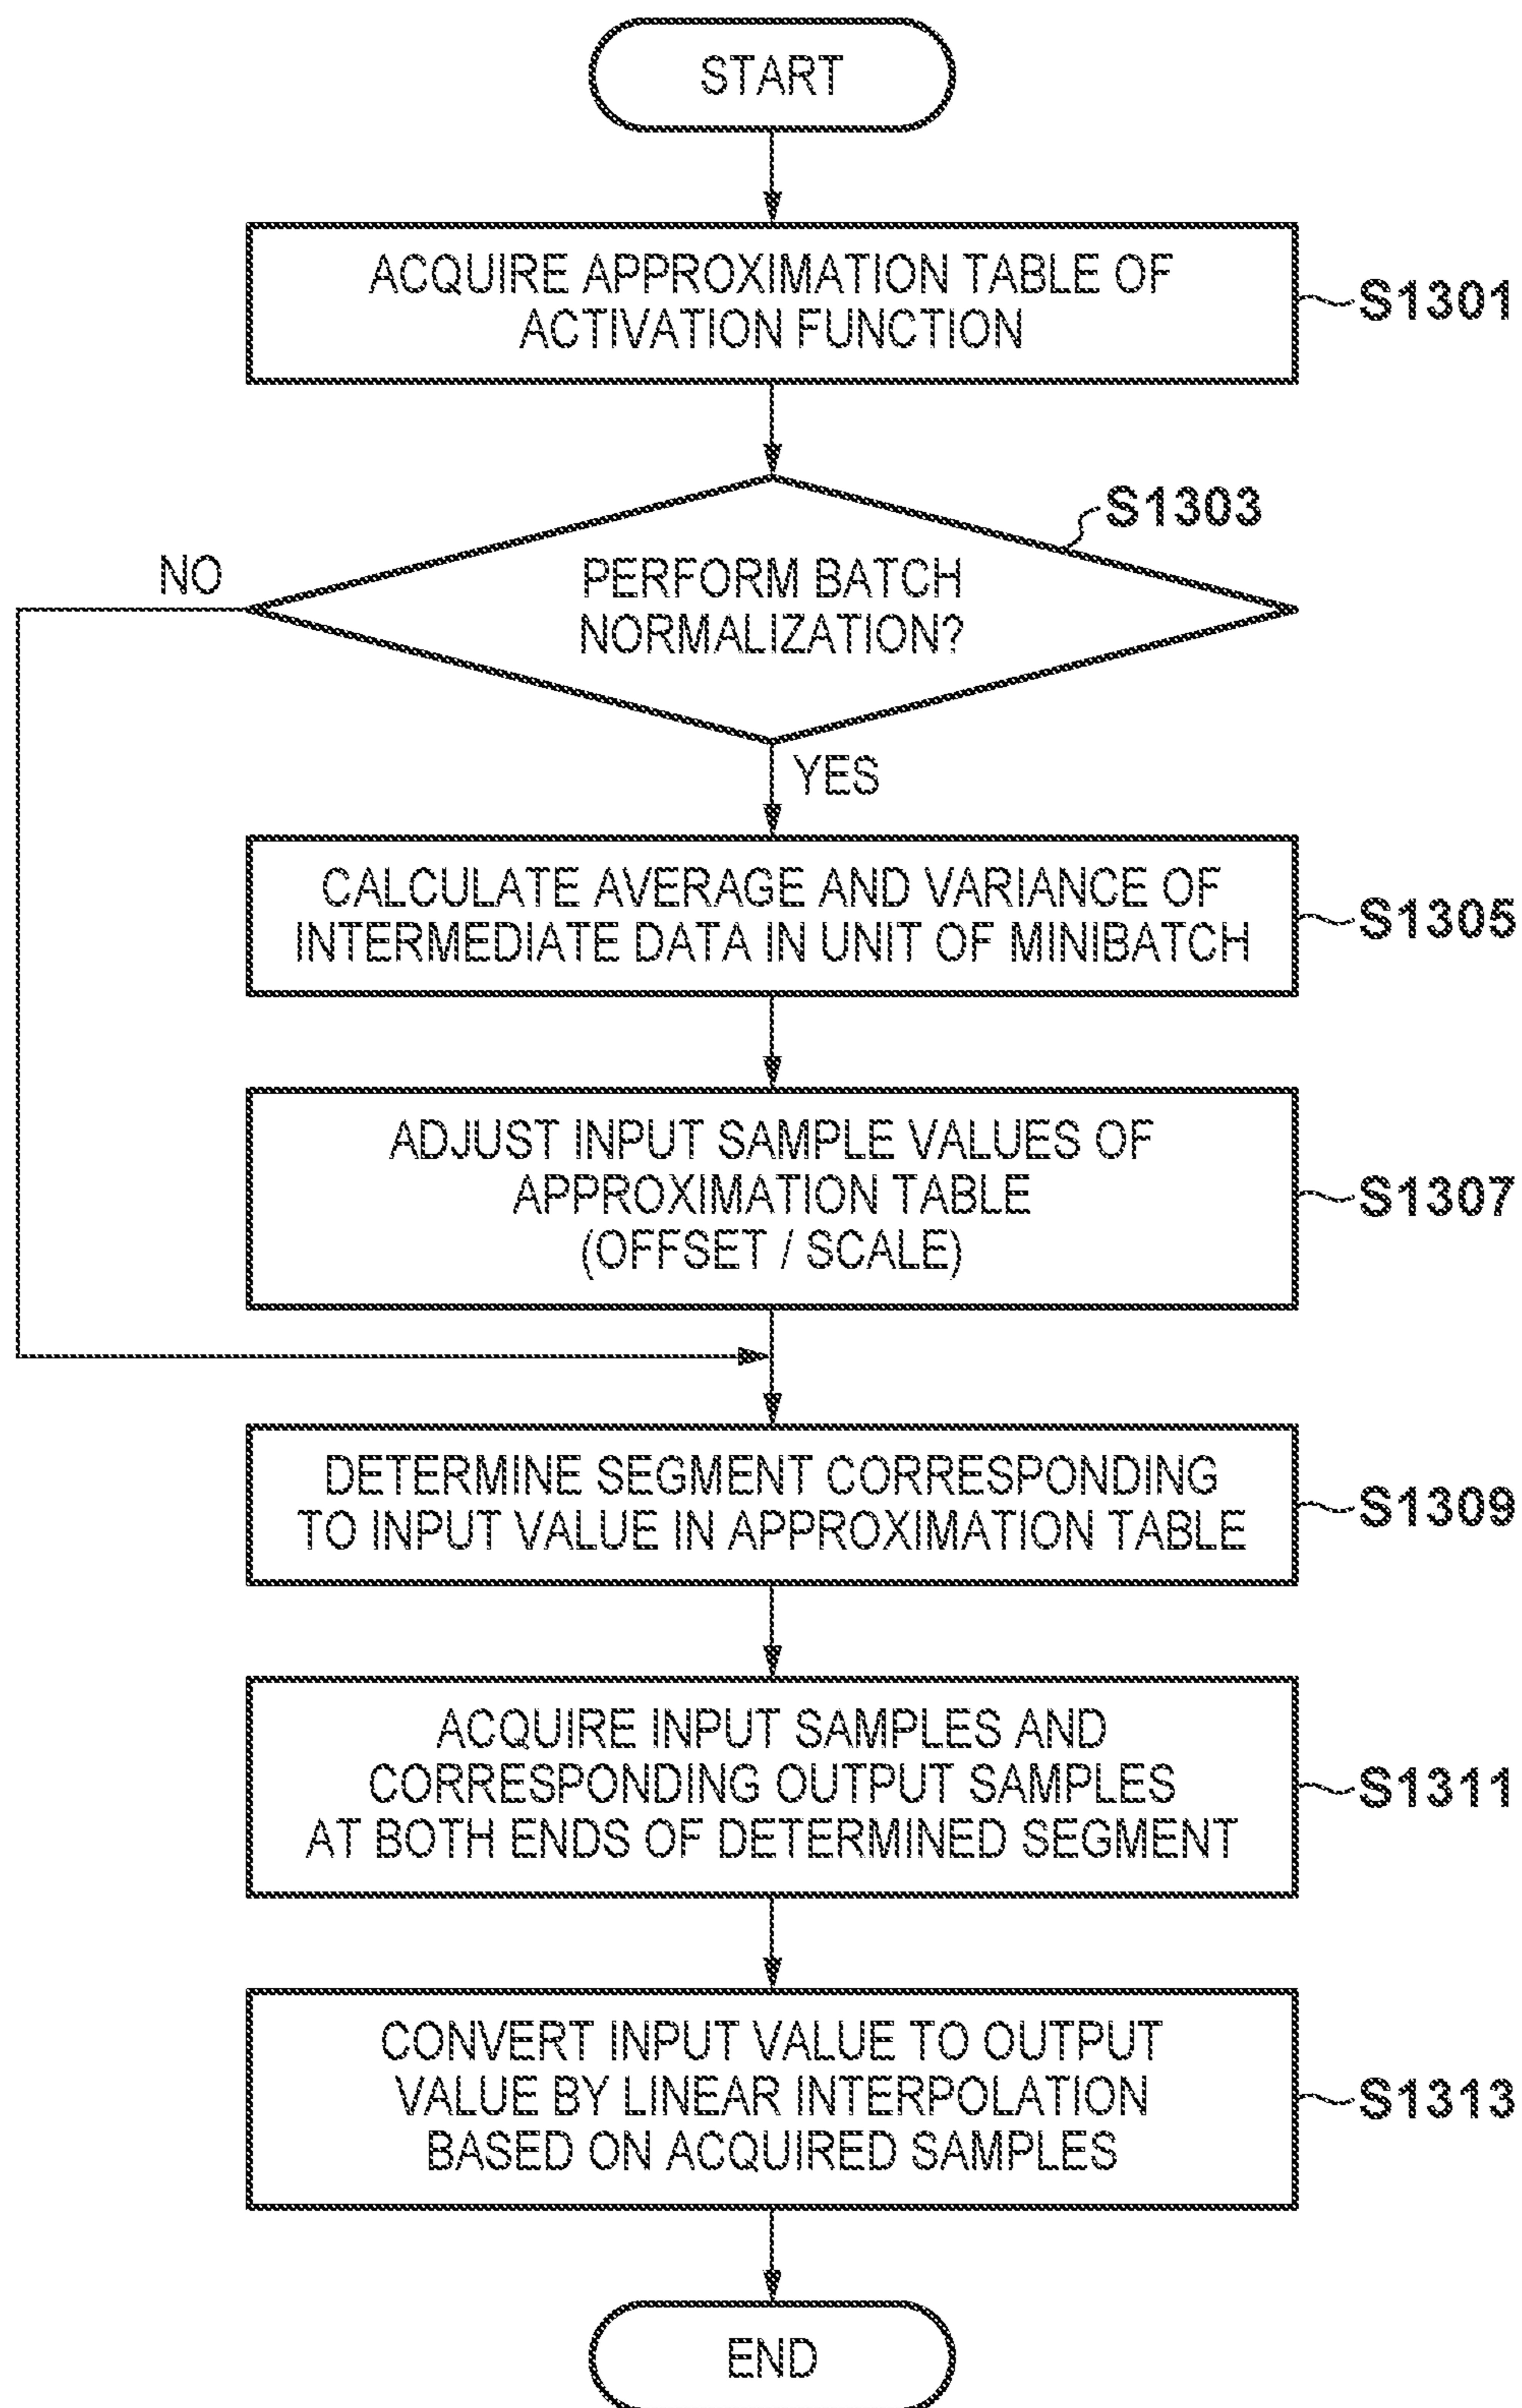 START
ACQUIRE APPROXIMATION TABLE OF
ACTIVATION FUNCTION
S1301
S1303
NO
PERFORM BATCH
NORMALIZATION?
YES
CALCULATE AVERAGE AND VARIANCE OF
INTERMEDIATE DATA IN UNIT OF MINIBATCH
S1305
ADJUST INPUT SAMPLE VALUES OF
APPROXIMATION TABLE
(OFFSET / SCALE)
S1307
DETERMINE SEGMENT CORRESPONDING
TO INPUT VALUE IN APPROXIMATION TABLE
S1309
ACQUIRE INPUT SAMPLES AND
CORRESPONDING OUTPUT SAMPLES
AT BOTH ENDS OF DETERMINED SEGMENT
S1311
CONVERT INPUT VALUE TO OUTPUT
VALUE BY LINEAR INTERPOLATION
BASED ON ACQUIRED SAMPLES
S1313
END